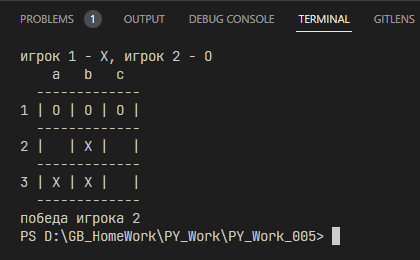 PROBLEMS 1 OUTPUT DEBUG CONSOLE TERMINAL GITLENS
игрок 1 - X, игрок 2 - O
    a   b   c
  -------------
1 | O | O | O |
  -------------
2 |   | X |   |
  -------------
3 | X | X |   |
  -------------
победа игрока 2
PS D:\GB_HomeWork\PY_Work\PY_Work_005>